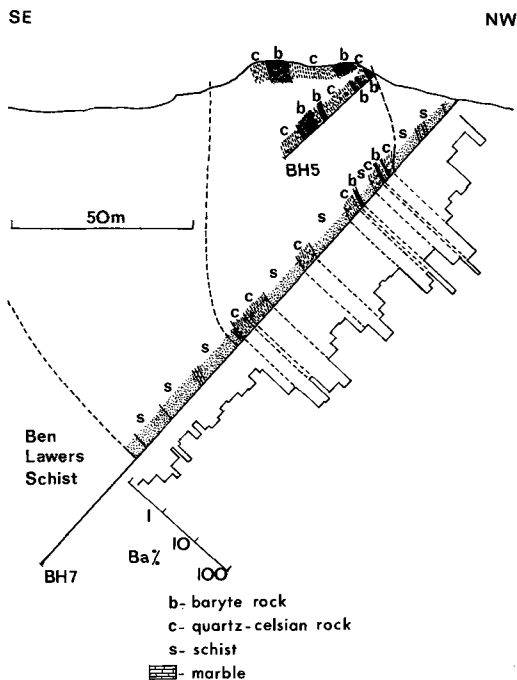 SE NW
c b c b c
b b
b b
c c
BH5
s
s
b
c
s
b
c
c
s
c
s
c
c
s
s
s
50m
Ben
Lawers
Schist
1
10
Ba%
100
BH7
b- baryte rock
c- quartz-celsian rock
s- schist
- marble